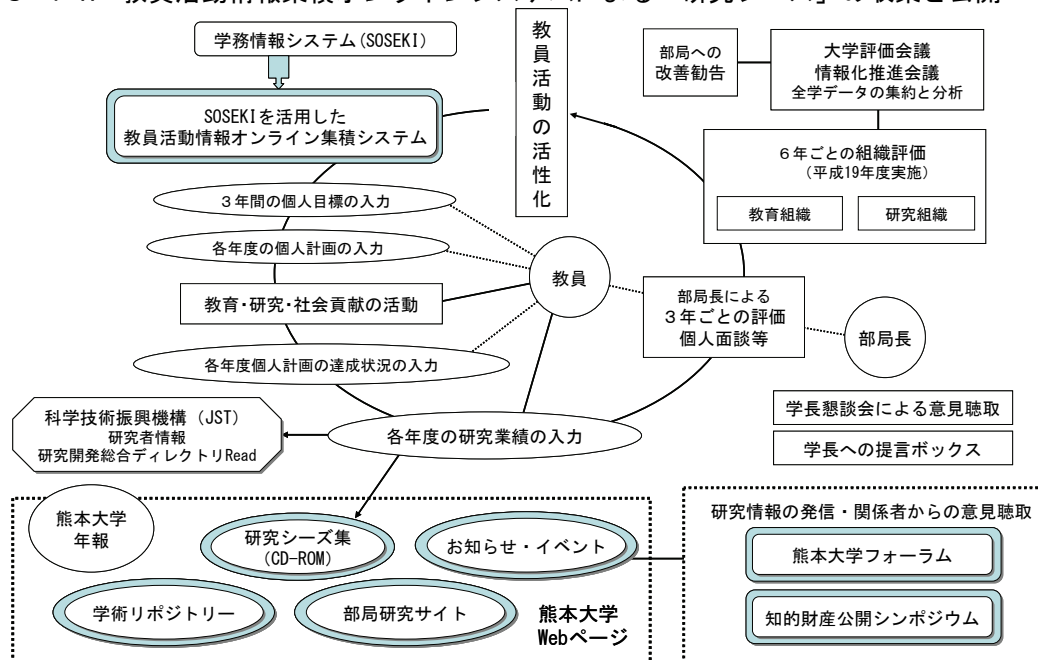 学務情報システム(SOSEKI)
SOSEKIを活用した
教員活動情報オンライン集積システム
教員活動の活性化
部局への
改善勧告
大学評価会議
情報化推進会議
全学データの集約と分析
６年ごとの組織評価
(平成19年度実施)
教育組織
研究組織
３年間の個人目標の入力
各年度の個人計画の入力
教育・研究・社会貢献の活動
各年度個人計画の達成状況の入力
教員
部局長による
３年ごとの評価
個人面談等
部局長
科学技術振興機構（JST）
研究者情報
研究開発総合ディレクトリRead
各年度の研究業績の入力
学長懇談会による意見聴取
学長への提言ボックス
熊本大学
年報
研究シーズ集
(CD-ROM)
お知らせ・イベント
学術リポジトリー
部局研究サイト
熊本大学
Webページ
研究情報の発信・関係者からの意見聴取
熊本大学フォーラム
知的財産公開シンポジウム